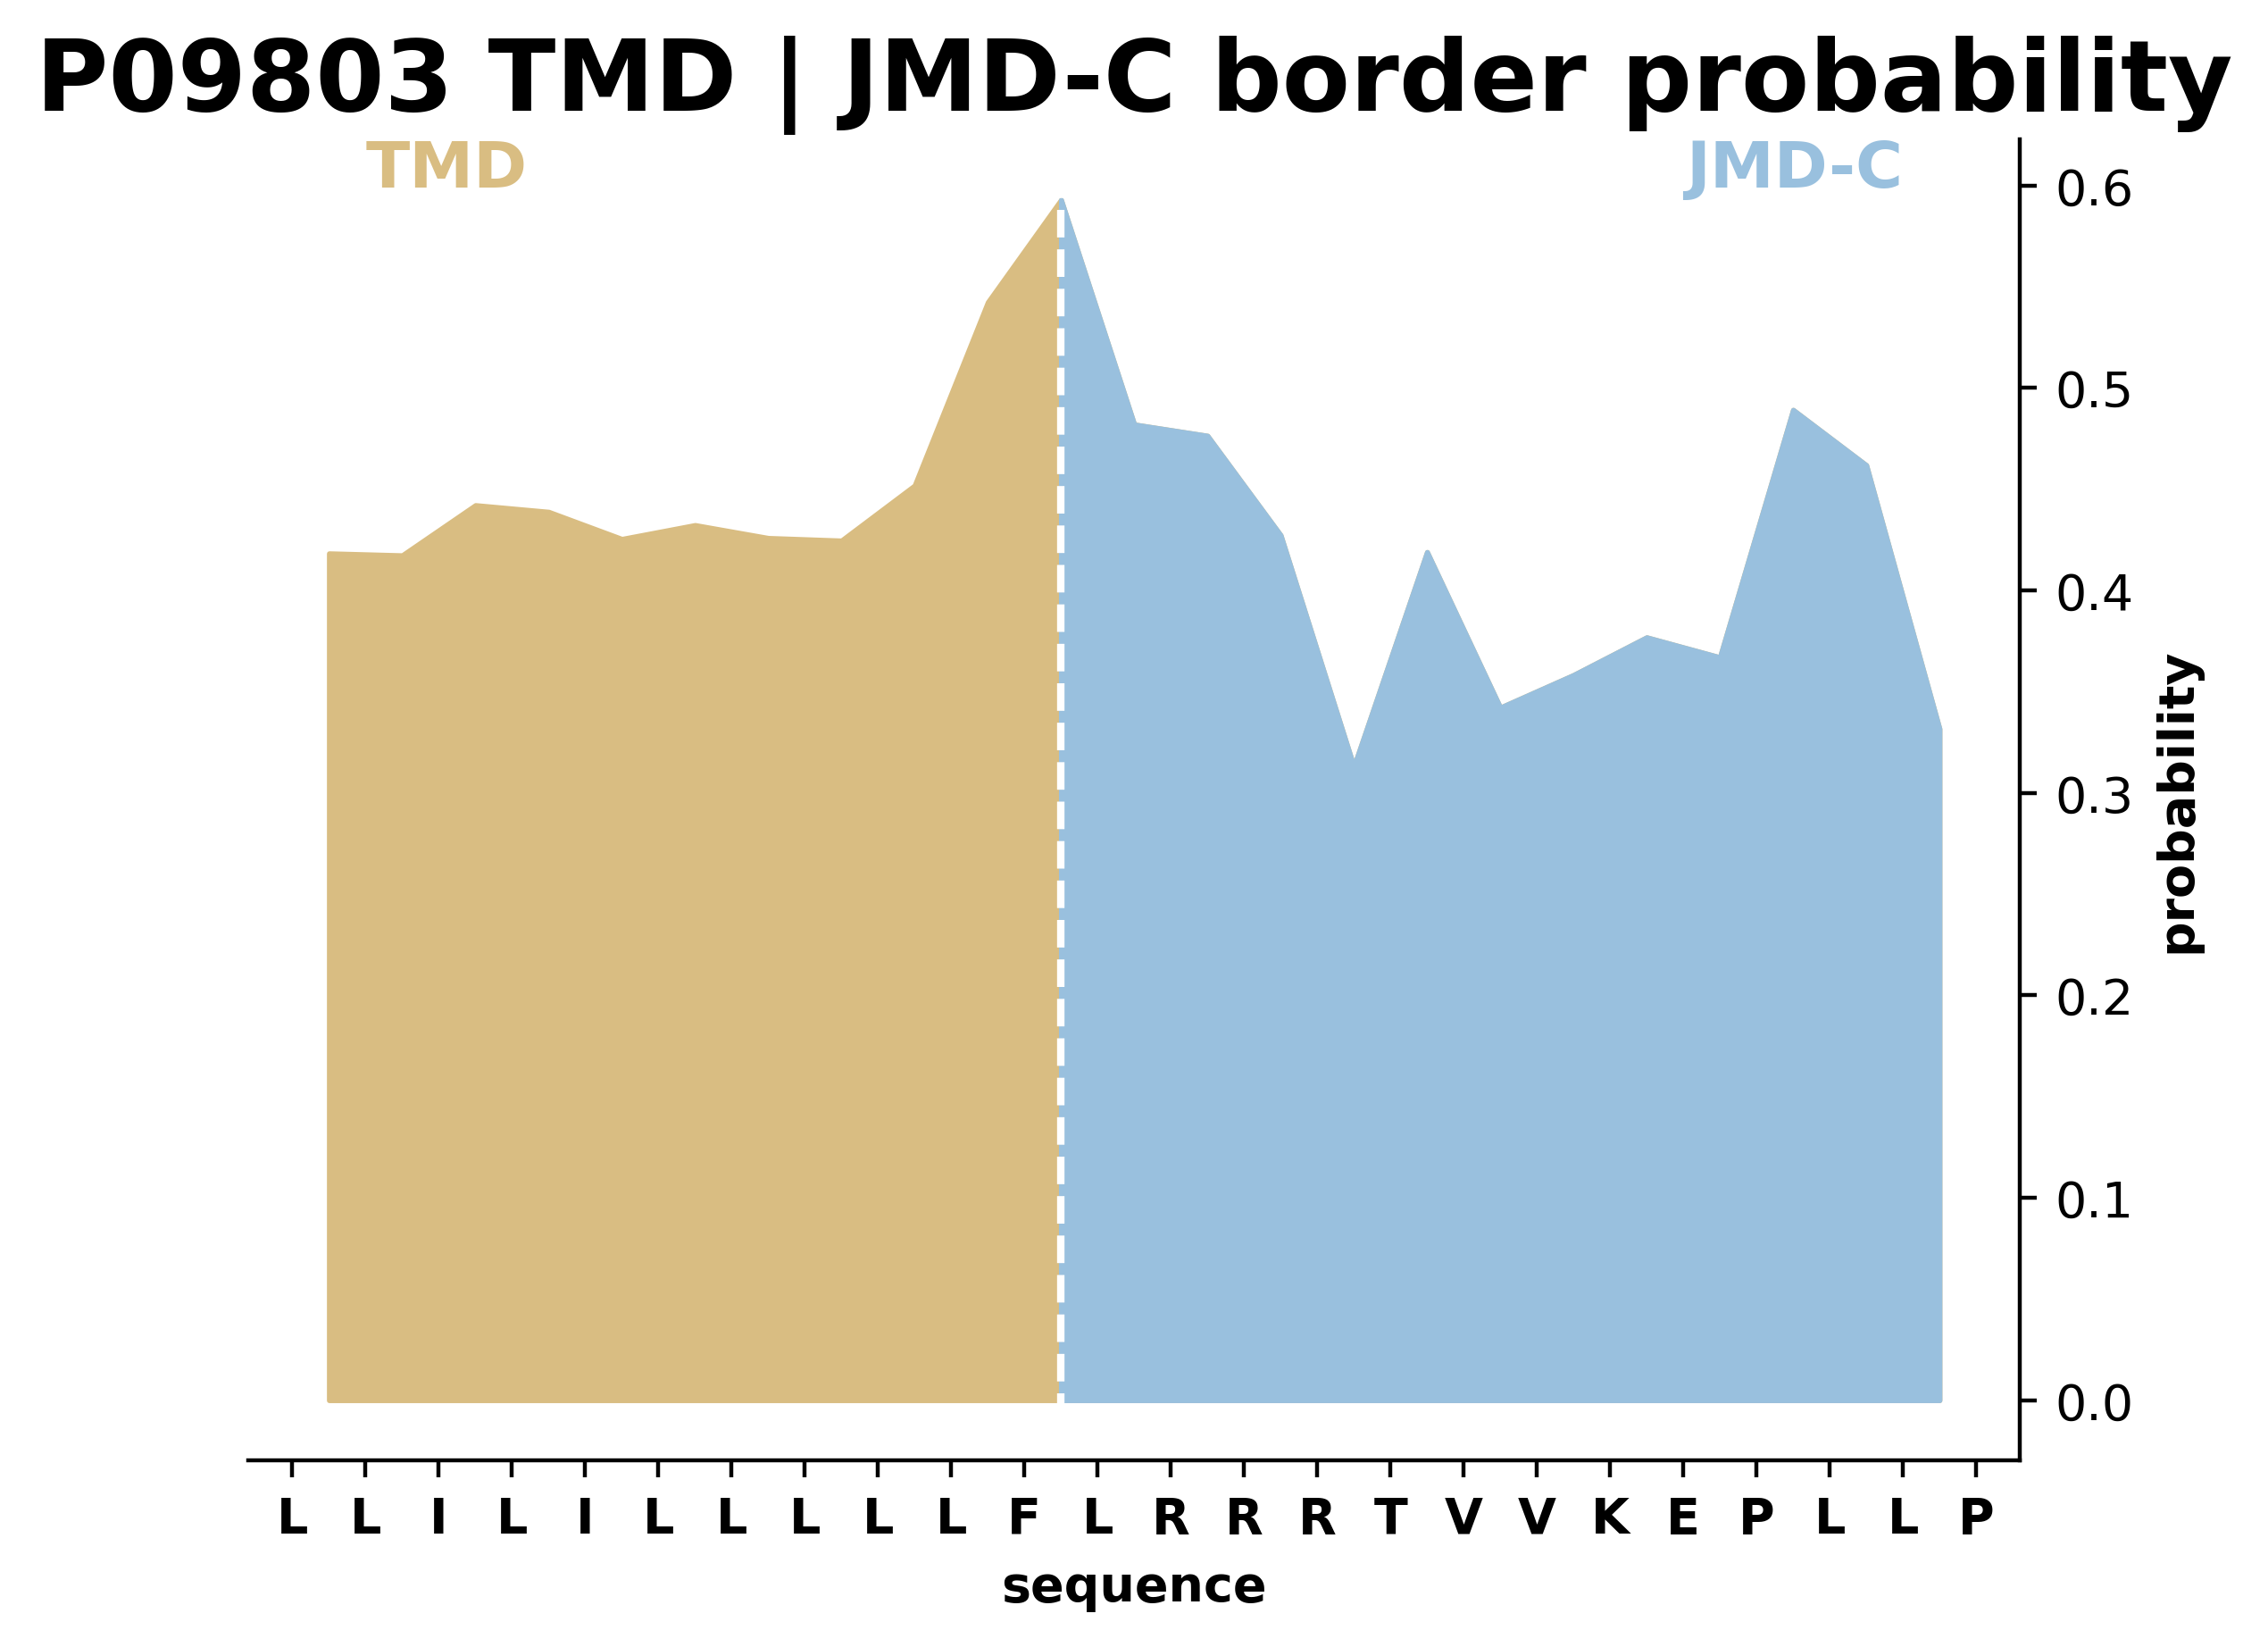 P09803 TMD | JMD-C border probability
TMD JMD-C
0.6
0.5
0.4
0.3
0.2
0.1
0.0
probability
L L I L I L L L L L F L R R R T V V K E P L L P
sequence